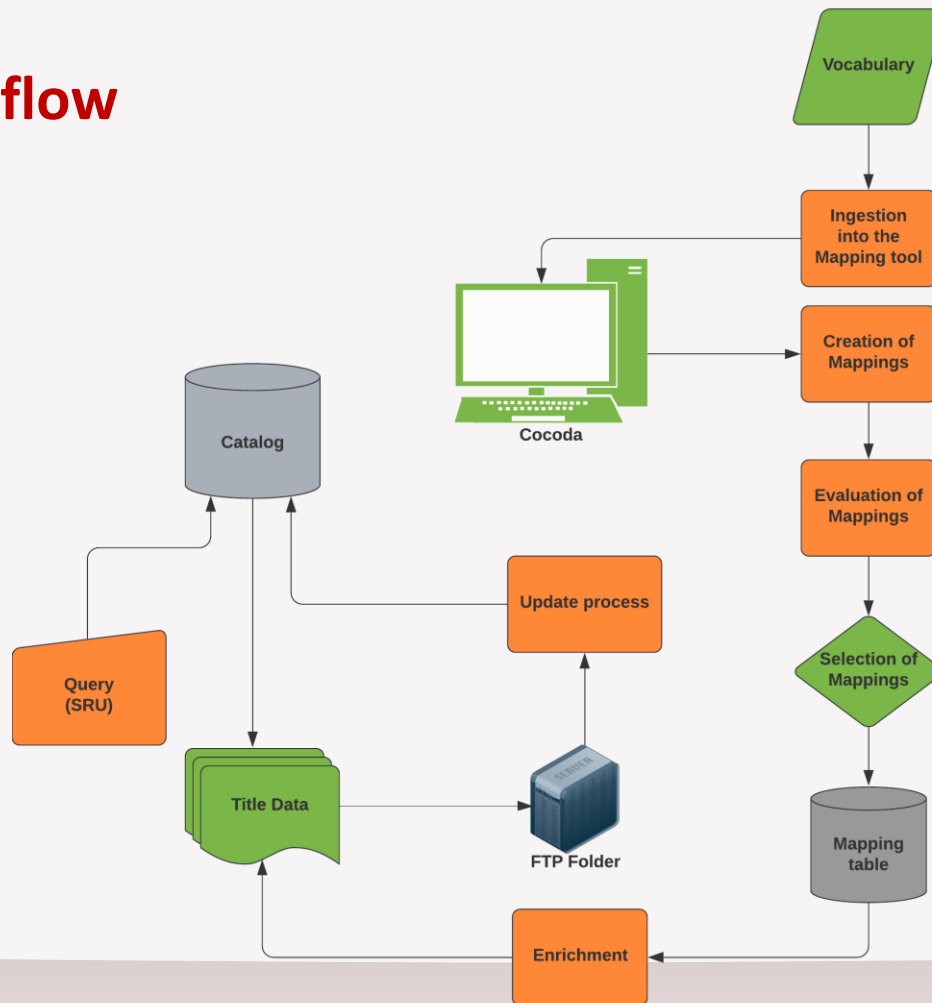 flow
Vocabulary
Ingestion
into the
Mapping tool
Creation of
Mappings
Cocoda
Catalog
Evaluation of
Mappings
Update process
Query
(SRU)
Selection of
Mappings
Title Data
SERVER
FTP Folder
Mapping
table
Enrichment